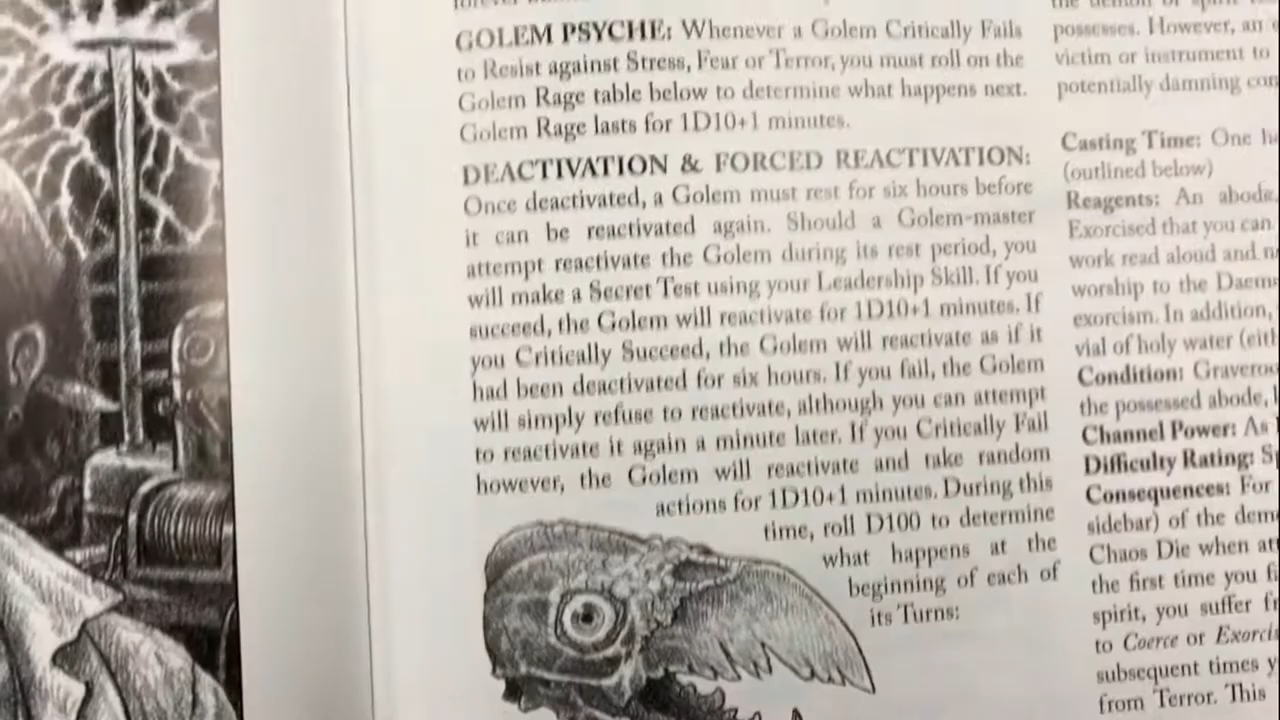 GOLEM PSYCHE: Whenever a Golem Critically Fails
to Resist against Stress, Fear or Terror, you must roll on the
Golem Rage table below to determine what happens next.
Golem Rage lasts for 1D10+1 minutes.
DEACTIVATION & FORCED REACTIVATION:
Once deactivated, a Golem must rest for six hours before
it can be reactivated again. Should a Golem-master
attempt reactivate the Golem during its rest period, you
will make a Secret Test using your Leadership Skill. If you
succeed, the Golem will reactivate for 1D10+1 minutes. If
you Critically Succeed, the Golem will reactivate as if it
had been deactivated for six hours. If you fail, the Golem
will simply refuse to reactivate, although you can attempt
to reactivate it again a minute later. If you Critically Fail
however, the Golem will reactivate and take random
actions for 1D10+1 minutes. During this
time, roll D100 to determine
what happens at the
beginning of each of
its Turns:
possesses. However, an
victim or instrument to
potentially damning
Casting Time: One
(outlined below)
Reagents: An abode
Exorcised that you can
work read aloud and
worship to the
exorcism. In addition,
vial of holy water
Condition:
the possessed abode,
Channel Power: As
Difficulty Rating:
Consequences: For
sidebar) of the
Chaos Die when
the first time you
spirit, you suffer
to Coerce or
subsequent times
from Terror. This